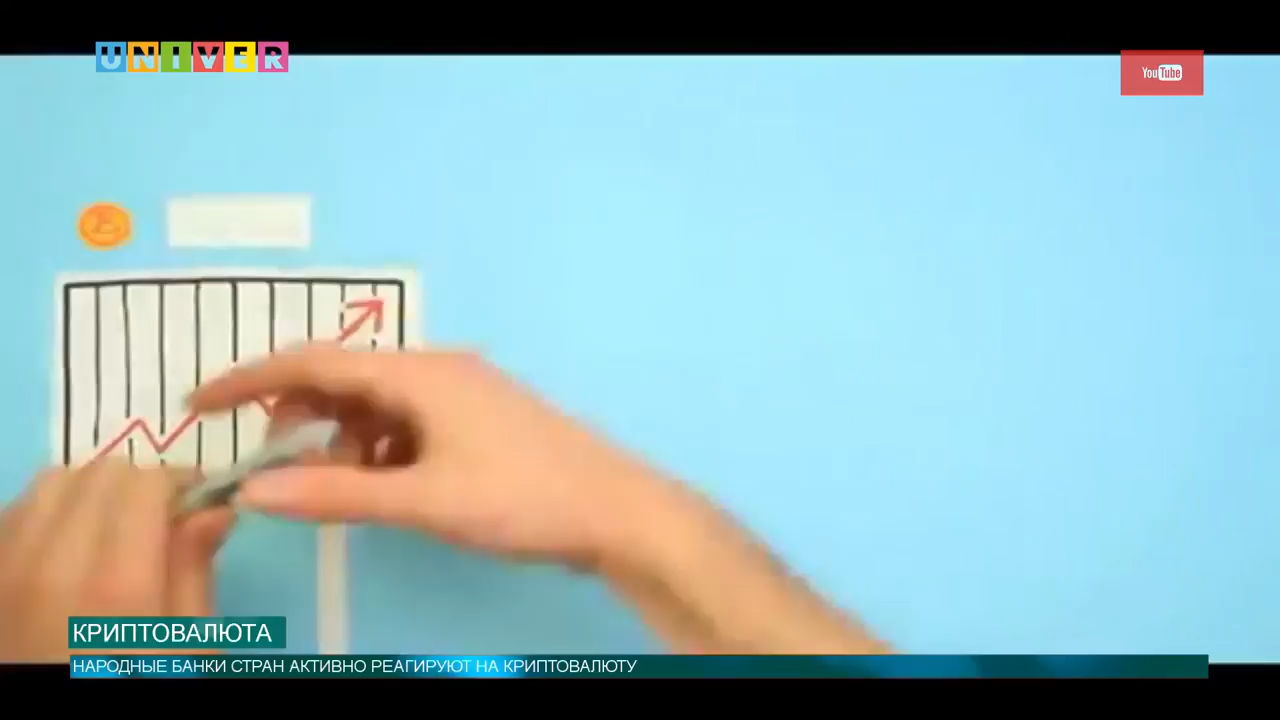 UNIVER
YouTube
КРИПТОВАЛЮТА
НАРОДНЫЕ БАНКИ СТРАН АКТИВНО РЕАГИРУЮТ НА КРИПТОВАЛЮТУ